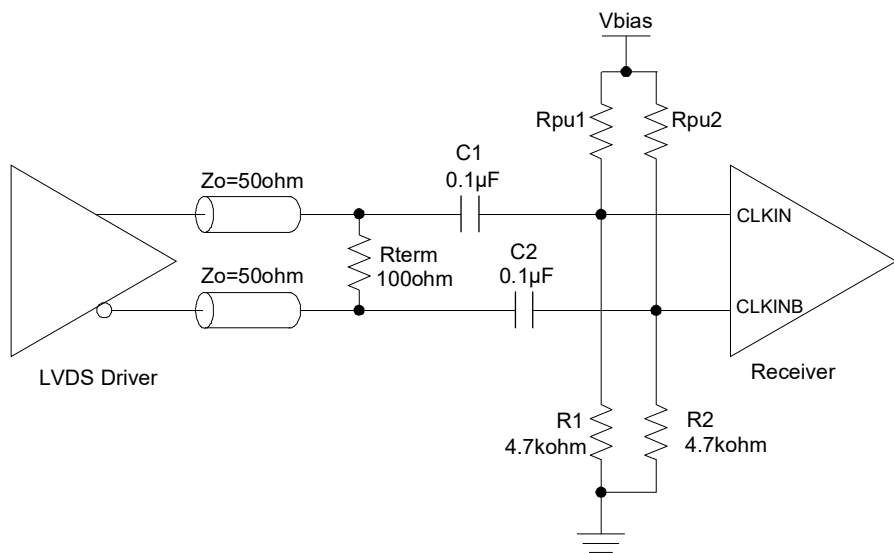 Vbias
Rpu1
Rpu2
C1
0.1µF
Zo=50ohm
CLKIN
Rterm
100ohm
C2
0.1µF
Zo=50ohm
CLKINB
LVDS Driver
Receiver
R1
4.7kohm
R2
4.7kohm